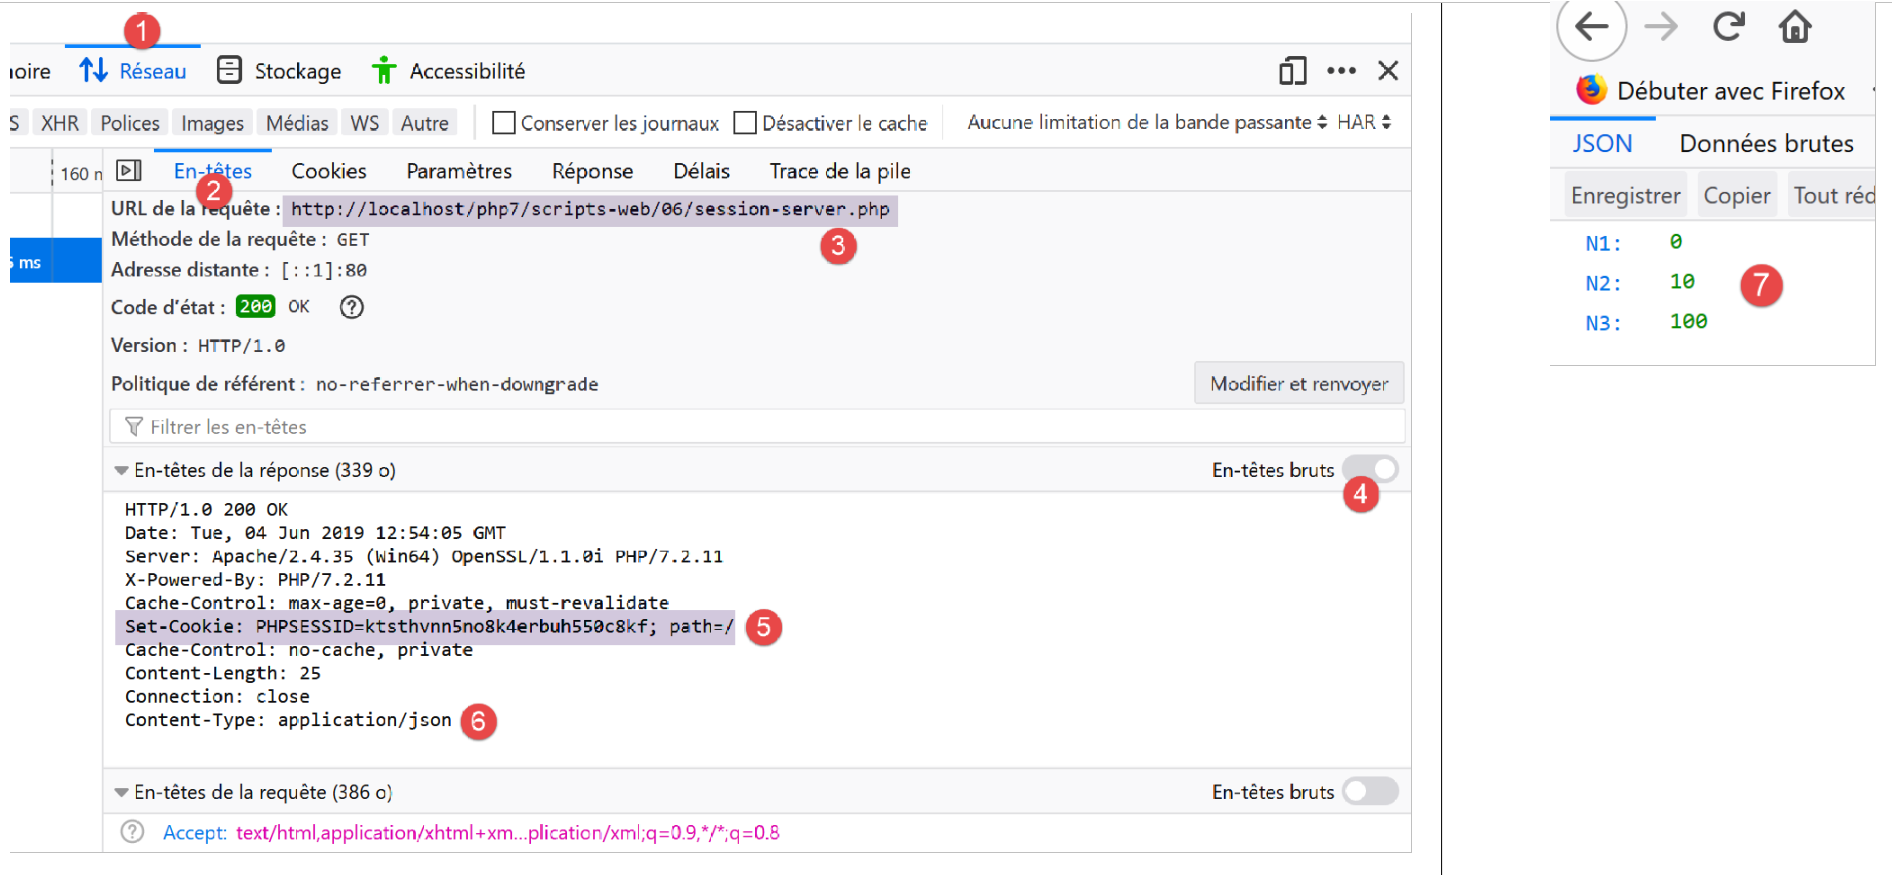 1
oire Réseau Stockage Accessibilité
S XHR Polices Images Médias WS Autre Conserver les journaux Désactiver le cache Aucune limitation de la bande passante HAR
160 En-têtes Cookies Paramètres Réponse Délais Trace de la pile
2
URL de la requête : http://localhost/php7/scripts-web/06/session-server.php
3
Méthode de la requête : GET
ms
Adresse distante : [::1]:80
Code d'état : 200 OK
Version : HTTP/1.0
Politique de référent : no-referrer-when-downgrade Modifier et renvoyer
Filtrer les en-têtes
En-têtes de la réponse (339 o) En-têtes bruts
4
HTTP/1.0 200 OK
Date: Tue, 04 Jun 2019 12:54:05 GMT
Server: Apache/2.4.35 (Win64) OpenSSL/1.1.0i PHP/7.2.11
X-Powered-By: PHP/7.2.11
Cache-Control: max-age=0, private, must-revalidate
Set-Cookie: PHPSESSID=ktsthvnn5no8k4erbuh550c8kf; path=/ 5
Cache-Control: no-cache, private
Content-Length: 25
Connection: close
Content-Type: application/json 6
En-têtes de la requête (386 o) En-têtes bruts
Accept: text/html,application/xhtml+xm...plication/xml;q=0.9,*/*;q=0.8
Débuter avec Firefox
JSON Données brutes
Enregistrer Copier Tout réd
N1: 0
N2: 10 7
N3: 100